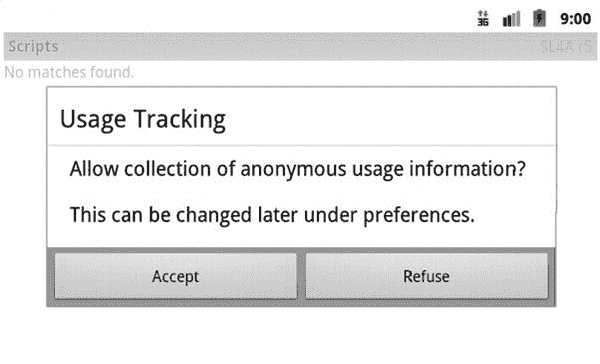 3G 9:00
Scripts SL4A r5
No matches found.
Usage Tracking
Allow collection of anonymous usage information?
This can be changed later under preferences.
Accept Refuse